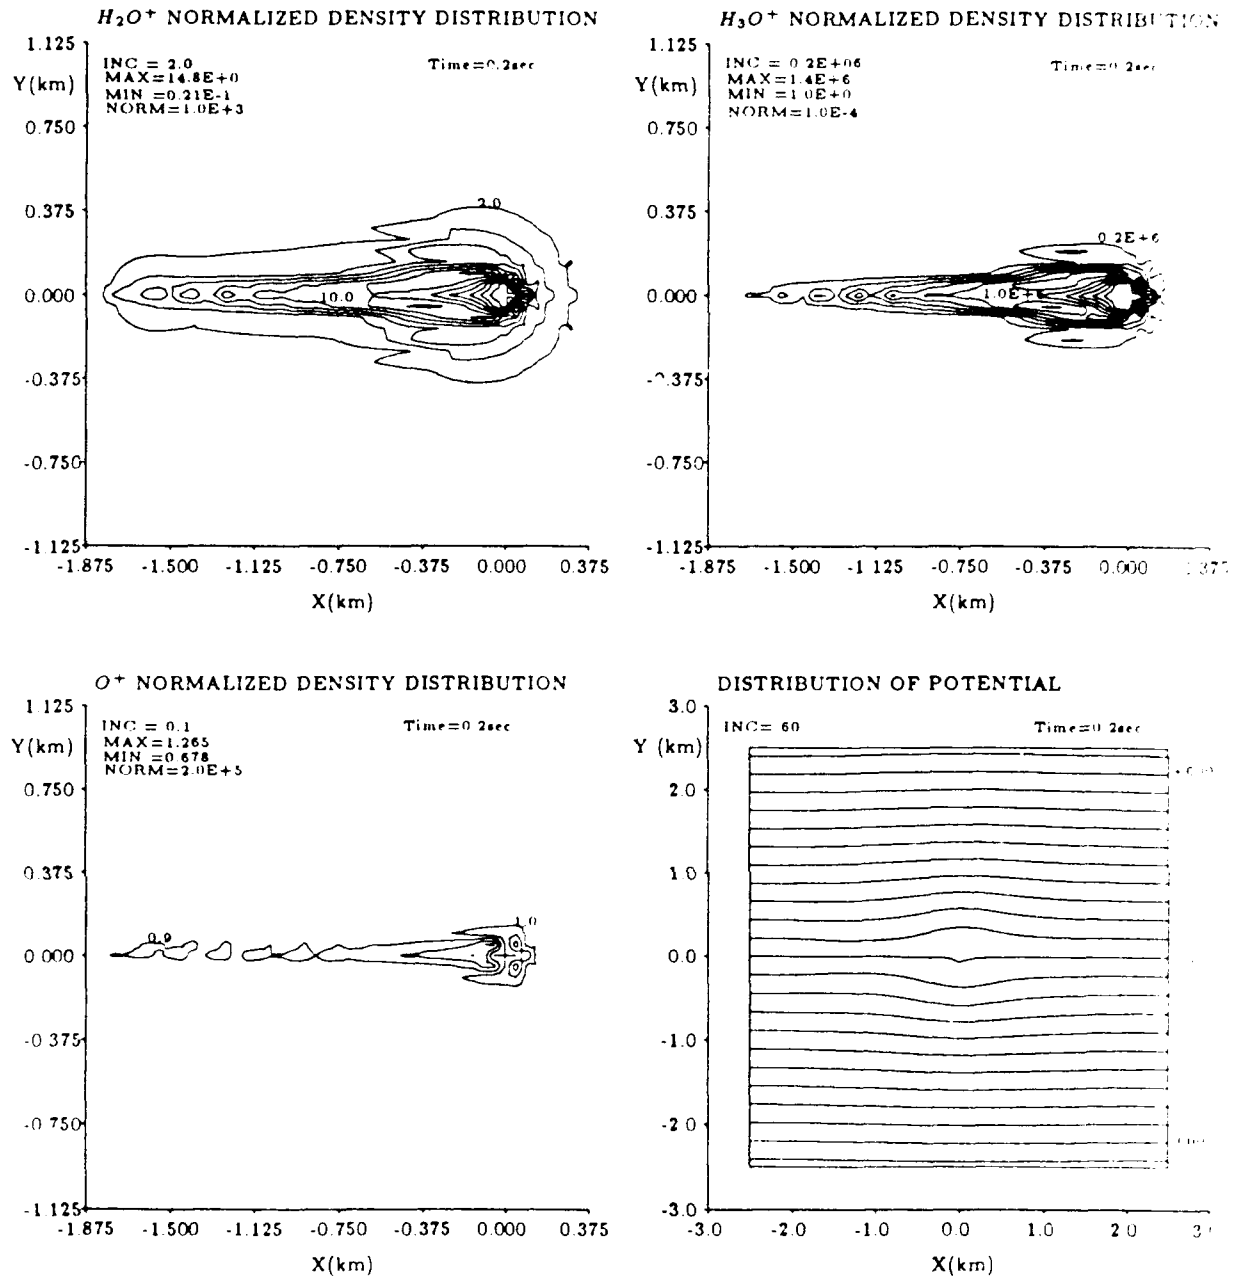 H₂O⁺ NORMALIZED DENSITY DISTRIBUTION
1.125
Y(km)
INC = 2.0
MAX=14.8E+0
MIN =0.21E-1
NORM=1.0E+3
Time=0.2sec
0.750
0.375
2.0
0.000
10.0
-0.375
-0.750
-1.125
-1.875 -1.500 -1.125 -0.750 -0.375 0.000 0.375
X(km)
H₃O⁺ NORMALIZED DENSITY DISTRIBUTION
1.125
Y(km)
INC = 0.2E+06
MAX=1.4E+6
MIN =1.0E+0
NORM=1.0E-4
Time=0.2sec
0.750
0.375
0.2E+6
0.000
-0.750
-1.125
-1.875 -1.500 -1 125 -0.750 -0.375 0.000
X(km)
O⁺ NORMALIZED DENSITY DISTRIBUTION
1.125
Y(km)
INC = 0.1
MAX=1.265
MIN =0.678
NORM=2.0E+5
Time=0.2sec
0.750
0.375
1.0
0.9
0.000
-0 375
-0 750
-1.125
-1.875 -1.500 -1.125 -0.750 -0.375 0.000 0.375
X(km)
DISTRIBUTION OF POTENTIAL
3.0
Y (km)
INC= 60
Time=0.2sec
2.0
1 0
0.0
-1.0
-2 0
-3.0
-3.0 -2.0 -1.0 0.0 1.0 2.0
X(km)